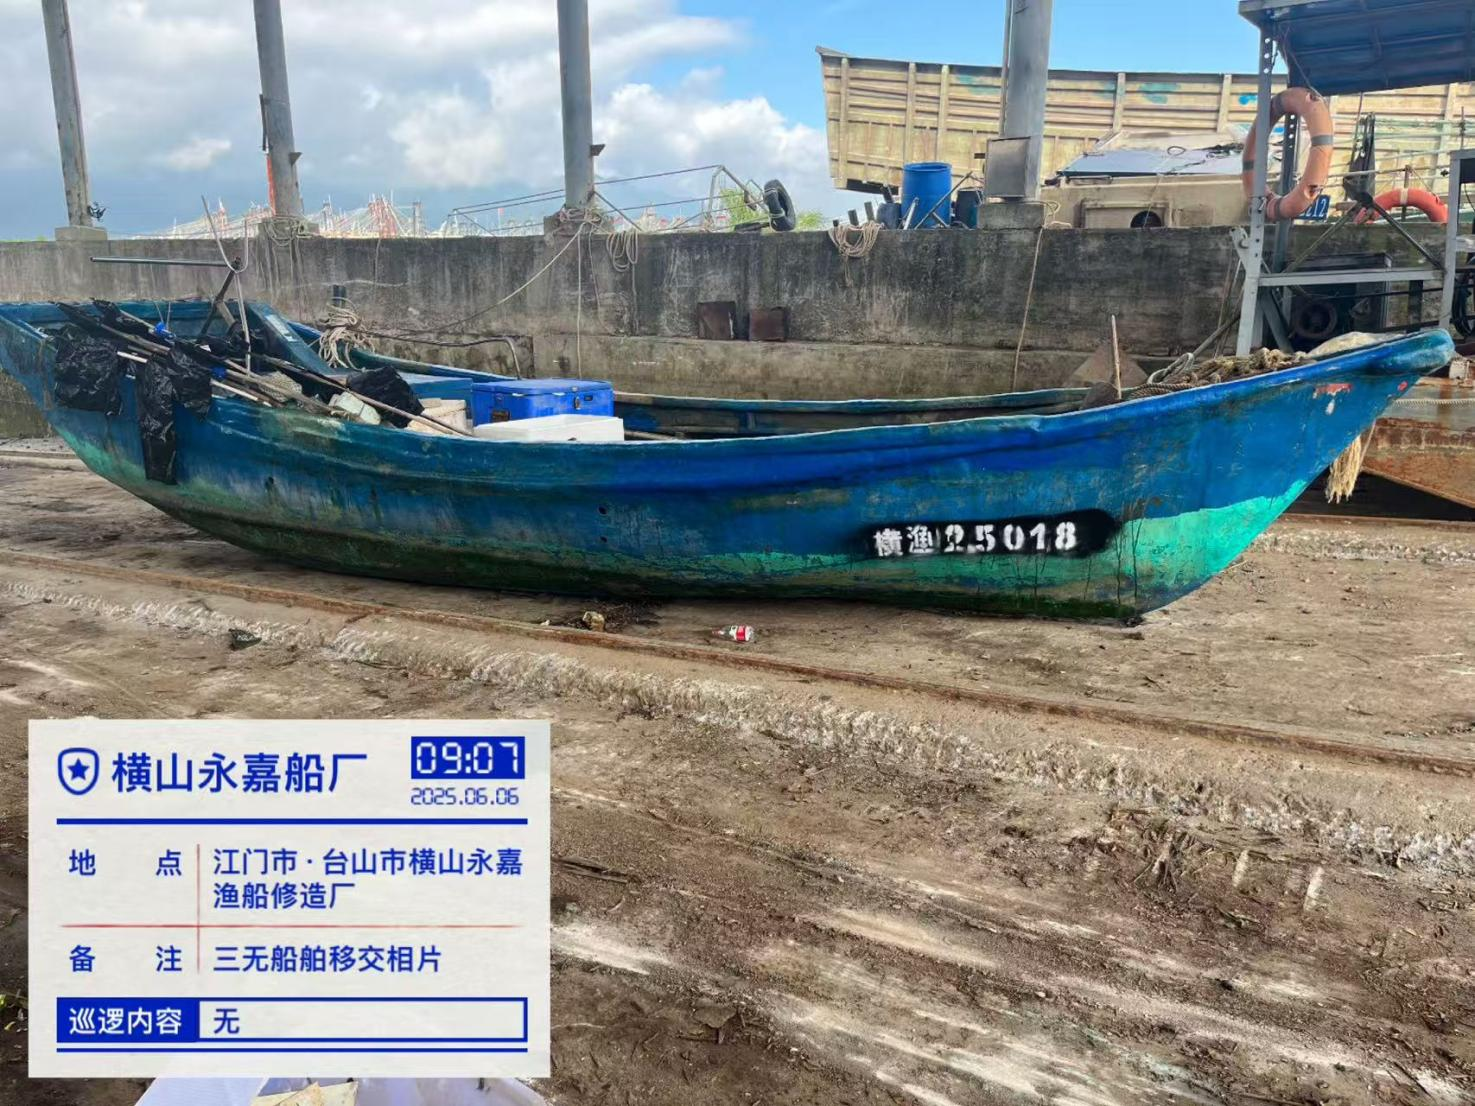 212
横渔25018
横山永嘉船厂
09:07
2025.06.06
地 点
江门市·台山市横山永嘉
渔船修造厂
备 注
三无船舶移交相片
巡逻内容
无